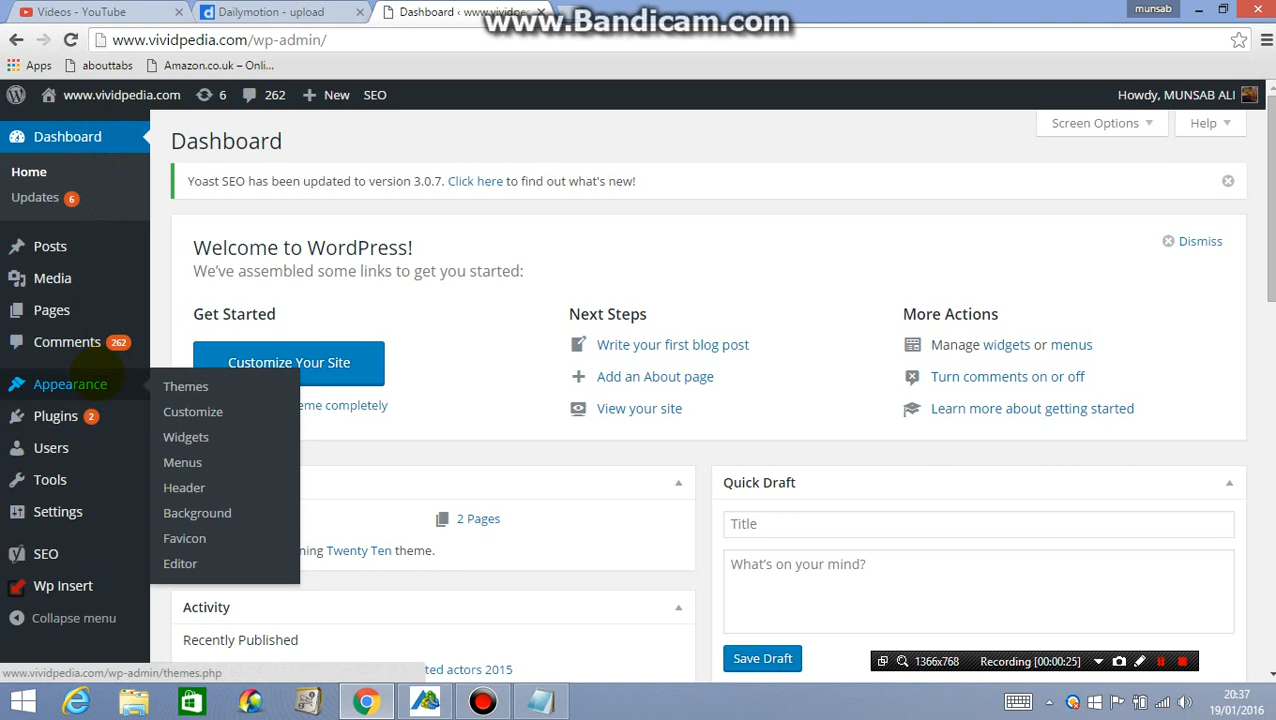 Videos - YouTube
Dailymotion - upload
Dashboard ‹ www.vividpe
munsab
www.Bandicam.com
www.vividpedia.com/wp-admin/
Apps
abouttabs
Amazon.co.uk – Onli...
www.vividpedia.com
6
262
New
SEO
Howdy, MUNSAB ALI
Dashboard
Home
Updates 6
Posts
Media
Pages
Comments 262
Appearance
Plugins 2
Users
Tools
Settings
SEO
Wp Insert
Collapse menu
Themes
Customize
Widgets
Menus
Header
Background
Favicon
Editor
Screen Options
Help
Dashboard
Yoast SEO has been updated to version 3.0.7. Click here to find out what's new!
Welcome to WordPress!
Dismiss
We've assembled some links to get you started:
Get Started
Customize Your Site
eme completely
Next Steps
Write your first blog post
Add an About page
View your site
More Actions
Manage widgets or menus
Turn comments on or off
Learn more about getting started
2 Pages
ning Twenty Ten theme.
Activity
Recently Published
ted actors 2015
Quick Draft
Title
What's on your mind?
Save Draft
1366x768
Recording [00:00:25]
www.vividpedia.com/wp-admin/themes.php
20:37
19/01/2016